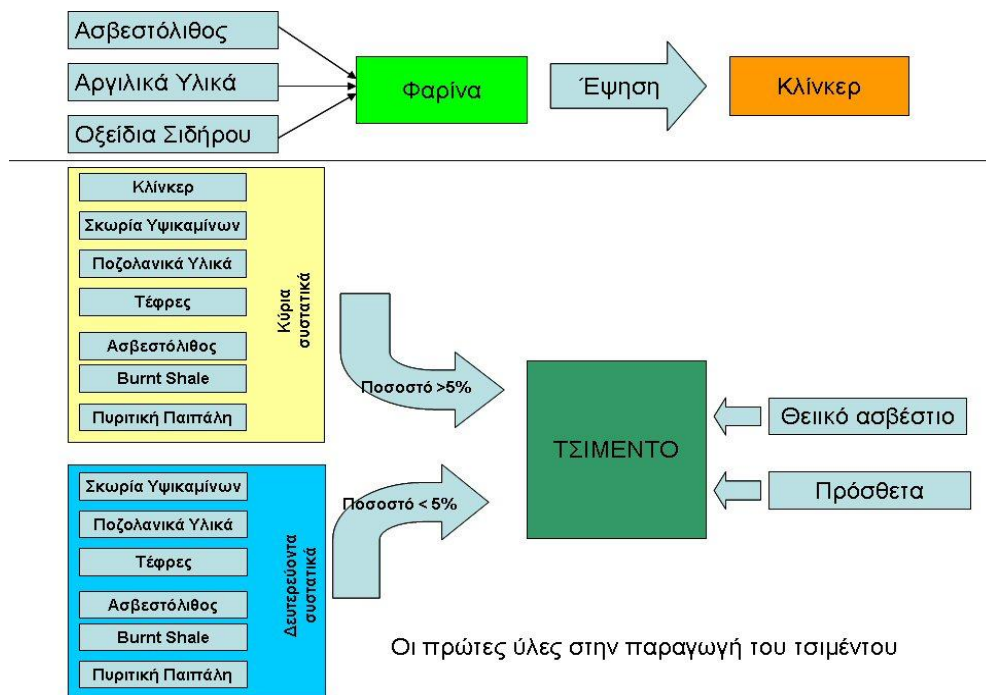 Ασβεστόλιθος
Αργιλικά Υλικά
Οξείδια Σιδήρου
Φαρίνα
Έψηση
Κλίνκερ
Κλίνκερ
Σκωρία Υψικαμίνων
Ποζολανικά Υλικά
Τέφρες
Ασβεστόλιθος
Burnt Shale
Πυριτική Παιπάλη
Κύρια
συστατικά
Ποσοστό >5%
Σκωρία Υψικαμίνων
Ποζολανικά Υλικά
Τέφρες
Ασβεστόλιθος
Burnt Shale
Πυριτική Παιπάλη
Δευτερεύοντα
συστατικά
Ποσοστό < 5%
ΤΣΙΜΕΝΤΟ
Θειικό ασβέστιο
Πρόσθετα
Οι πρώτες ύλες στην παραγωγή του τσιμέντου